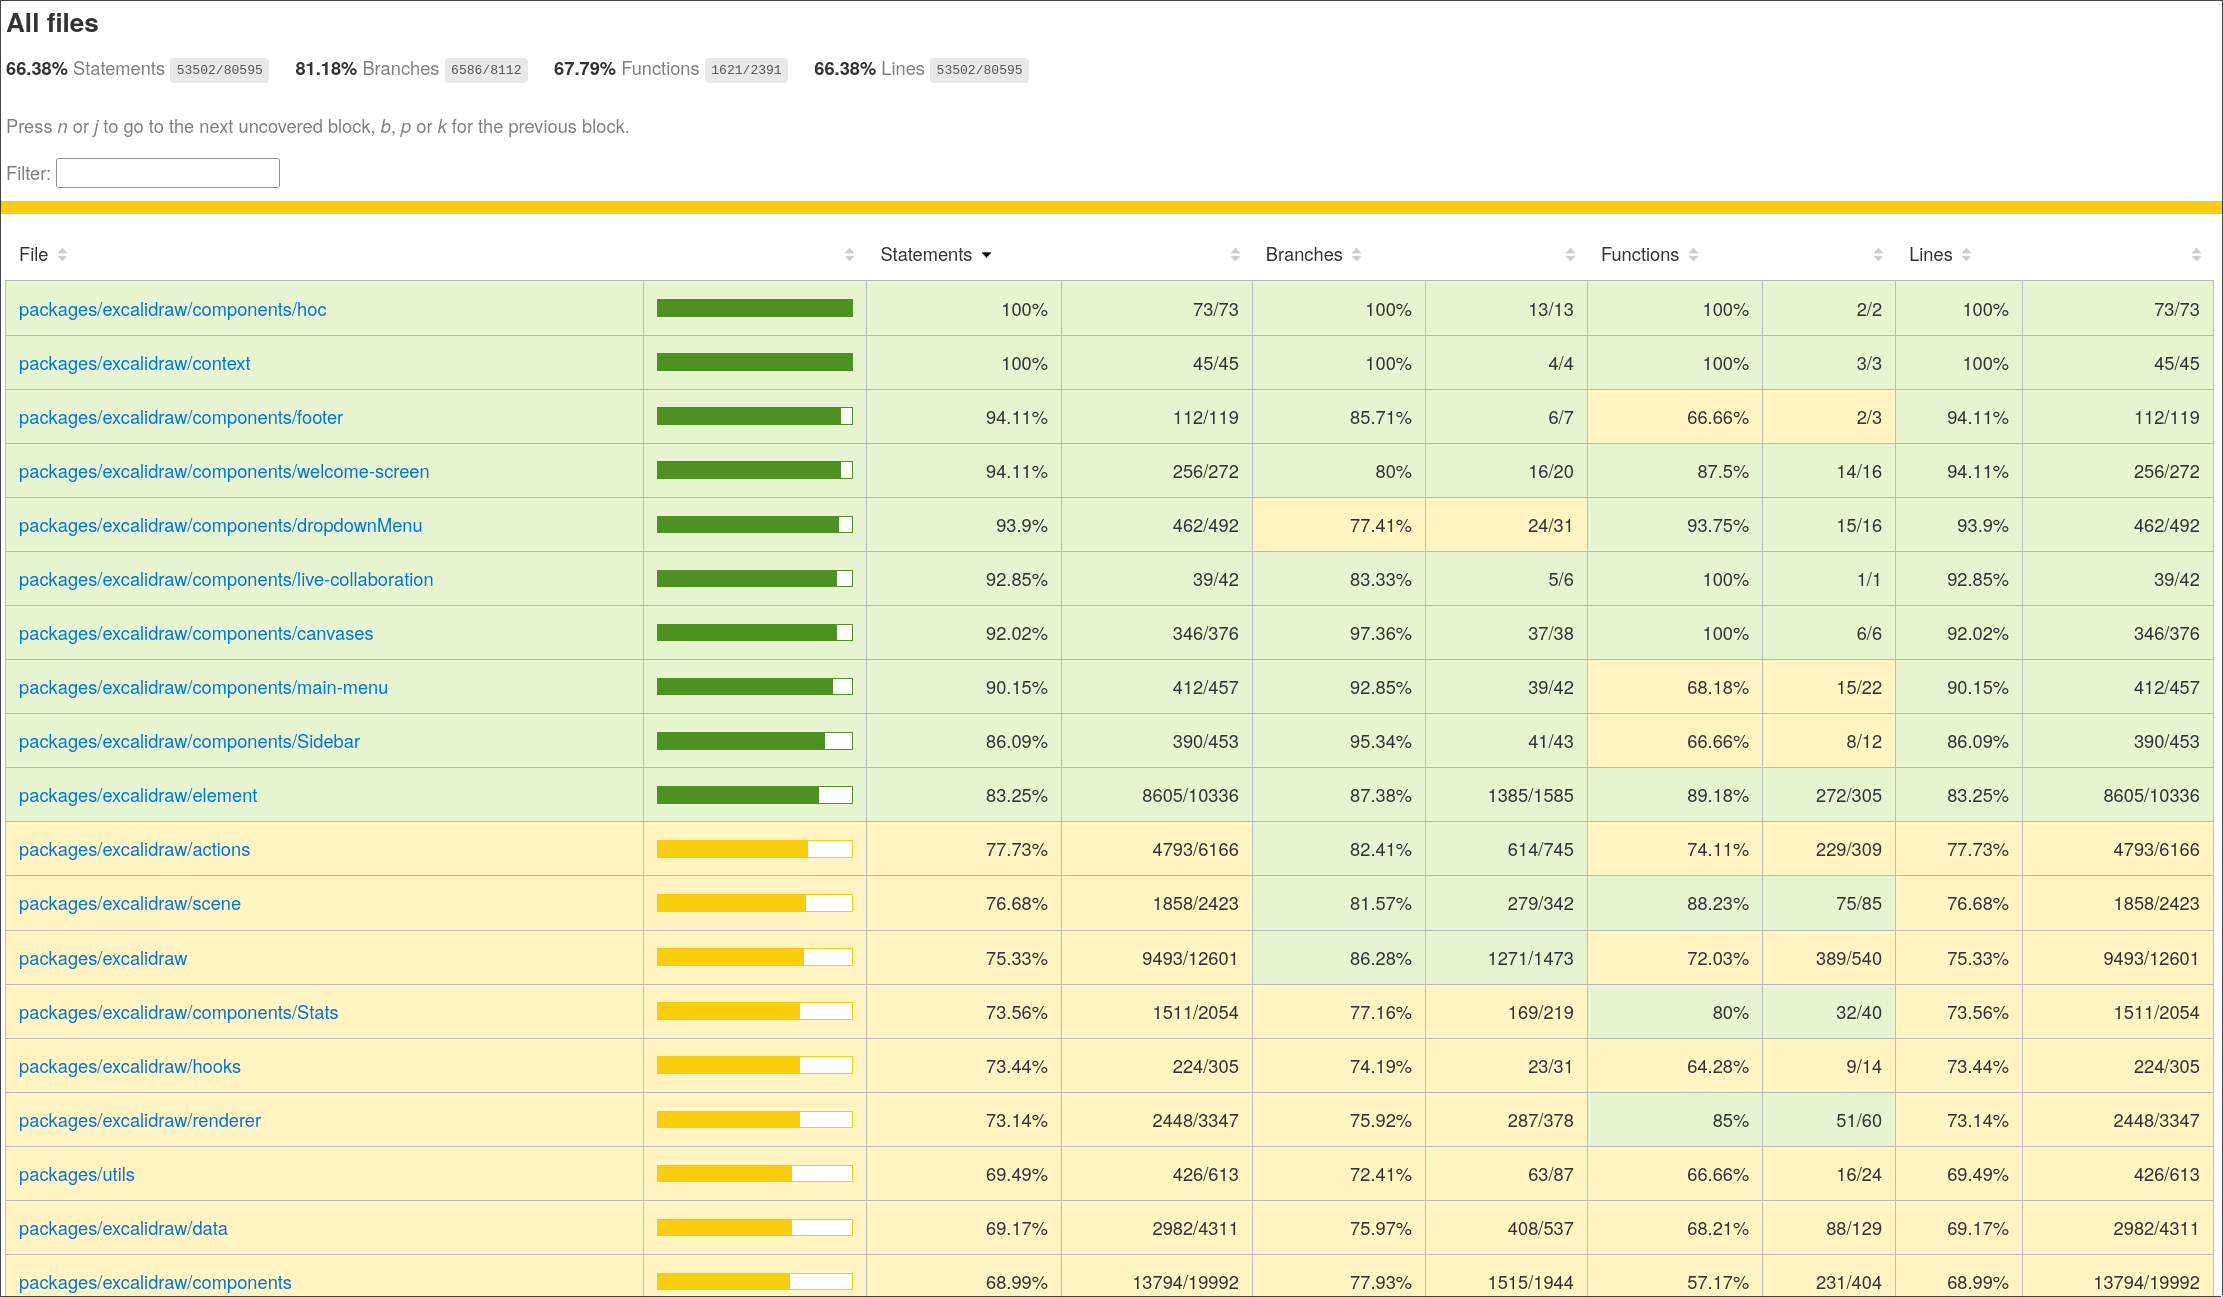 All files
66.38% Statements 53502/80595 81.18% Branches 6586/8112 67.79% Functions 1621/2391 66.38% Lines 53502/80595
Press n or j to go to the next uncovered block, b, p or k for the previous block.
Filter:
File Statements Branches Functions Lines
packages/excalidraw/components/hoc 100% 73/73 100% 13/13 100% 2/2 100% 73/73
packages/excalidraw/context 100% 45/45 100% 4/4 100% 3/3 100% 45/45
packages/excalidraw/components/footer 94.11% 112/119 85.71% 6/7 66.66% 2/3 94.11% 112/119
packages/excalidraw/components/welcome-screen 94.11% 256/272 80% 16/20 87.5% 14/16 94.11% 256/272
packages/excalidraw/components/dropdownMenu 93.9% 462/492 77.41% 24/31 93.75% 15/16 93.9% 462/492
packages/excalidraw/components/live-collaboration 92.85% 39/42 83.33% 5/6 100% 1/1 92.85% 39/42
packages/excalidraw/components/canvases 92.02% 346/376 97.36% 37/38 100% 6/6 92.02% 346/376
packages/excalidraw/components/main-menu 90.15% 412/457 92.85% 39/42 68.18% 15/22 90.15% 412/457
packages/excalidraw/components/Sidebar 86.09% 390/453 95.34% 41/43 66.66% 8/12 86.09% 390/453
packages/excalidraw/element 83.25% 8605/10336 87.38% 1385/1585 89.18% 272/305 83.25% 8605/10336
packages/excalidraw/actions 77.73% 4793/6166 82.41% 614/745 74.11% 229/309 77.73% 4793/6166
packages/excalidraw/scene 76.68% 1858/2423 81.57% 279/342 88.23% 75/85 76.68% 1858/2423
packages/excalidraw 75.33% 9493/12601 86.28% 1271/1473 72.03% 389/540 75.33% 9493/12601
packages/excalidraw/components/Stats 73.56% 1511/2054 77.16% 169/219 80% 32/40 73.56% 1511/2054
packages/excalidraw/hooks 73.44% 224/305 74.19% 23/31 64.28% 9/14 73.44% 224/305
packages/excalidraw/renderer 73.14% 2448/3347 75.92% 287/378 85% 51/60 73.14% 2448/3347
packages/utils 69.49% 426/613 72.41% 63/87 66.66% 16/24 69.49% 426/613
packages/excalidraw/data 69.17% 2982/4311 75.97% 408/537 68.21% 88/129 69.17% 2982/4311
packages/excalidraw/components 68.99% 13794/19992 77.93% 1515/1944 57.17% 231/404 68.99% 13794/19992